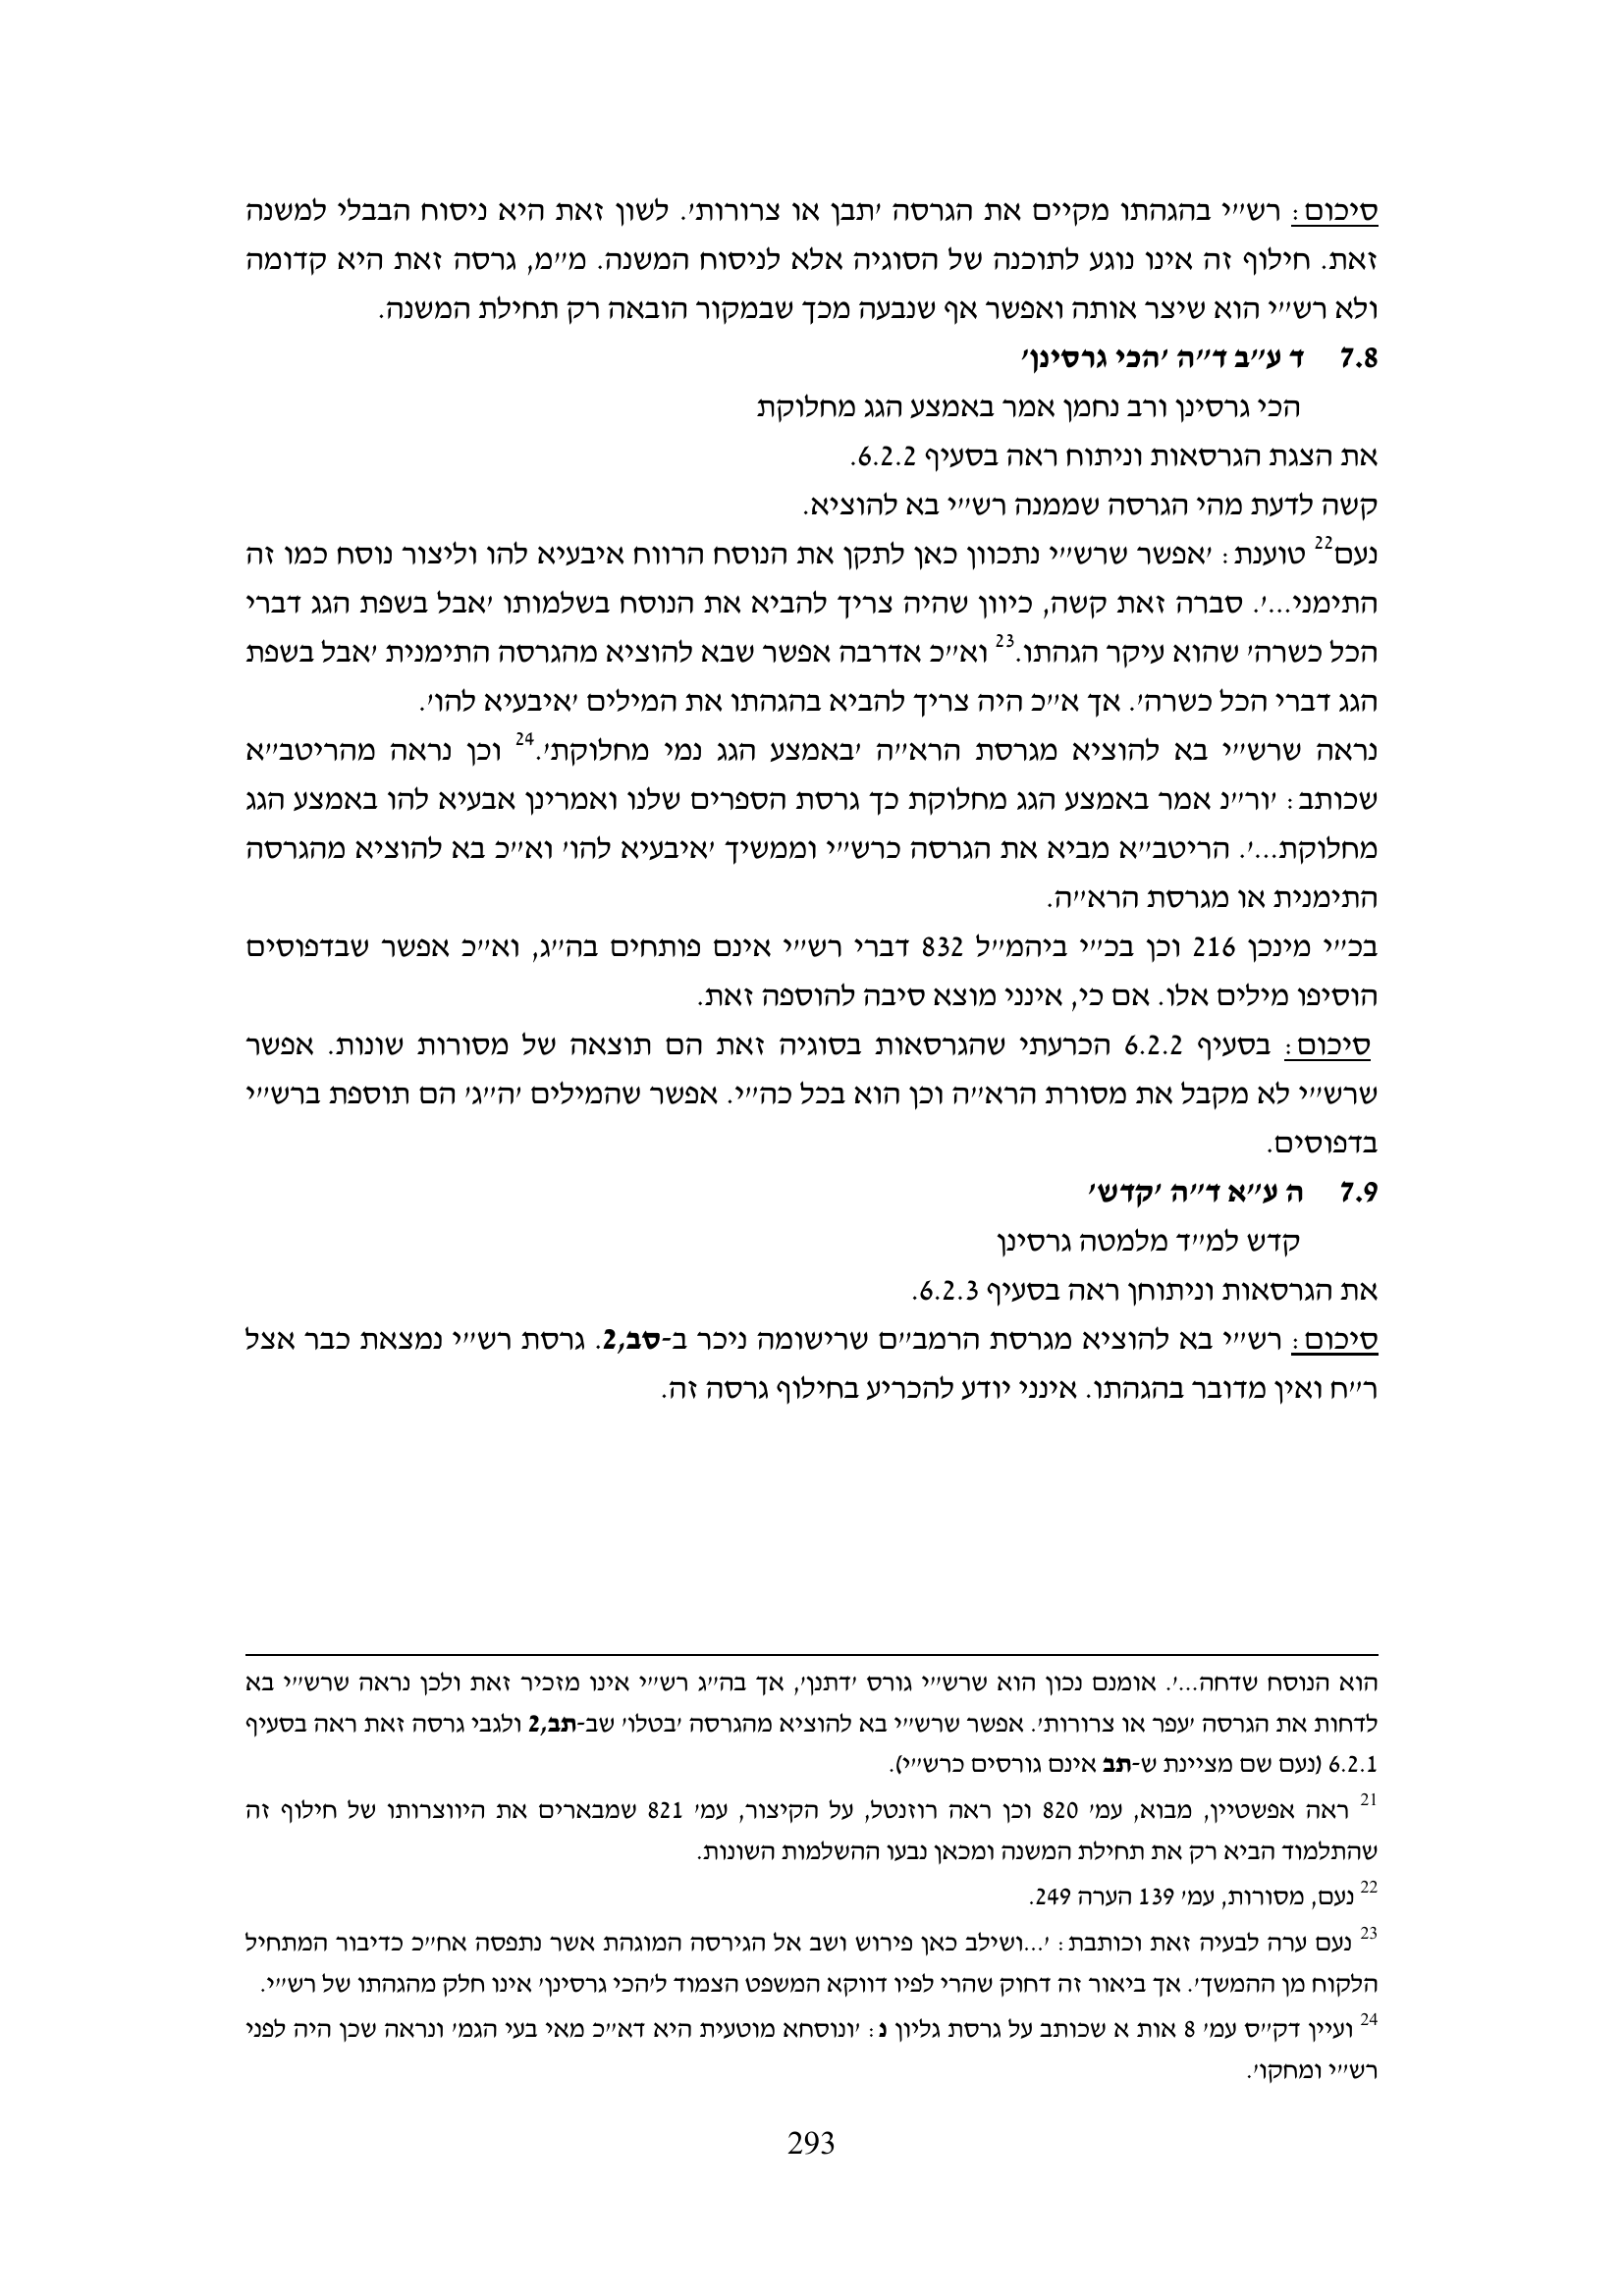 סיכום: רש״י בהגהתו מקיים את הגרסה ׳תבן או צרורות׳. לשון זאת היא ניסוח הבבלי למשנה
זאת. חילוף זה אינו נוגע לתוכנה של הסוגיה אלא לניסוח המשנה. מ״מ, גרסה זאת היא קדומה
ולא רש״י הוא שיצר אותה ואפשר אף שנבעה מכך שבמקור הובאה רק תחילת המשנה.
7.8 ד ע״ב ד״ה ׳הכי גרסינן׳
הכי גרסינן ורב נחמן אמר באמצע הגג מחלוקת
את הצגת הגרסאות וניתוח ראה בסעיף 6.2.2.
קשה לדעת מהי הגרסה שממנה רש״י בא להוציא.
נעם22 טוענת: ׳אפשר שרש״י נתכוון כאן לתקן את הנוסח הרווח איבעיא להו וליצור נוסח כמו זה
התימני...׳. סברה זאת קשה, כיוון שהיה צריך להביא את הנוסח בשלמותו ׳אבל בשפת הגג דברי
הכל כשרה׳ שהוא עיקר הגהתו.23 וא״כ אדרבה אפשר שבא להוציא מהגרסה התימנית ׳אבל בשפת
הגג דברי הכל כשרה׳. אך א״כ היה צריך להביא בהגהתו את המילים ׳איבעיא להו׳.
נראה שרש״י בא להוציא מגרסת הרא״ה ׳באמצע הגג נמי מחלוקת׳.24 וכן נראה מהריטב״א
שכותב: ׳ור״נ אמר באמצע הגג מחלוקת כך גרסת הספרים שלנו ואמרינן אבעיא להו באמצע הגג
מחלוקת...׳. הריטב״א מביא את הגרסה כרש״י וממשיך ׳איבעיא להו׳ וא״כ בא להוציא מהגרסה
התימנית או מגרסת הרא״ה.
בכ״י מינכן 216 וכן בכ״י ביהמ״ל 832 דברי רש״י אינם פותחים בה״ג, וא״כ אפשר שבדפוסים
הוסיפו מילים אלו. אם כי, אינני מוצא סיבה להוספה זאת.
סיכום: בסעיף 6.2.2 הכרעתי שהגרסאות בסוגיה זאת הם תוצאה של מסורות שונות. אפשר
שרש״י לא מקבל את מסורת הרא״ה וכן הוא בכל כה״י. אפשר שהמילים ׳ה״ג׳ הם תוספת ברש״י
בדפוסים.
7.9 ה ע״א ד״ה ׳קדש׳
קדש למ״ד מלמטה גרסינן
את הגרסאות וניתוחן ראה בסעיף 6.2.3.
סיכום: רש״י בא להוציא מגרסת הרמב״ם שרישומה ניכר ב-סב,2. גרסת רש״י נמצאת כבר אצל
ר״ח ואין מדובר בהגהתו. אינני יודע להכריע בחילוף גרסה זה.
הוא הנוסח שדחה...׳. אומנם נכון הוא שרש״י גורס ׳דתנן׳, אך בה״ג רש״י אינו מזכיר זאת ולכן נראה שרש״י בא
לדחות את הגרסה ׳עפר או צרורות׳. אפשר שרש״י בא להוציא מהגרסה ׳בטלו׳ שב-תב,2 ולגבי גרסה זאת ראה בסעיף
6.2.1 (נעם שם מציינת ש-תב אינם גורסים כרש״י).
21 ראה אפשטיין, מבוא, עמ׳ 820 וכן ראה רוזנטל, על הקיצור, עמ׳ 821 שמבארים את היווצרותו של חילוף זה
שהתלמוד הביא רק את תחילת המשנה ומכאן נבעו ההשלמות השונות.
22 נעם, מסורות, עמ׳ 139 הערה 249.
23 נעם ערה לבעיה זאת וכותבת: ׳...ושילב כאן פירוש ושב אל הגירסה המוגהת אשר נתפסה אח״כ כדיבור המתחיל
הלקוח מן ההמשך׳. אך ביאור זה דחוק שהרי לפיו דווקא המשפט הצמוד ל׳הכי גרסינן׳ אינו חלק מהגהתו של רש״י.
24 ועיין דק״ס עמ׳ 8 אות א שכותב על גרסת גליון נ: ׳ונוסחא מוטעית היא דא״כ מאי בעי הגמ׳ ונראה שכן היה לפני
רש״י ומחקו׳.
293